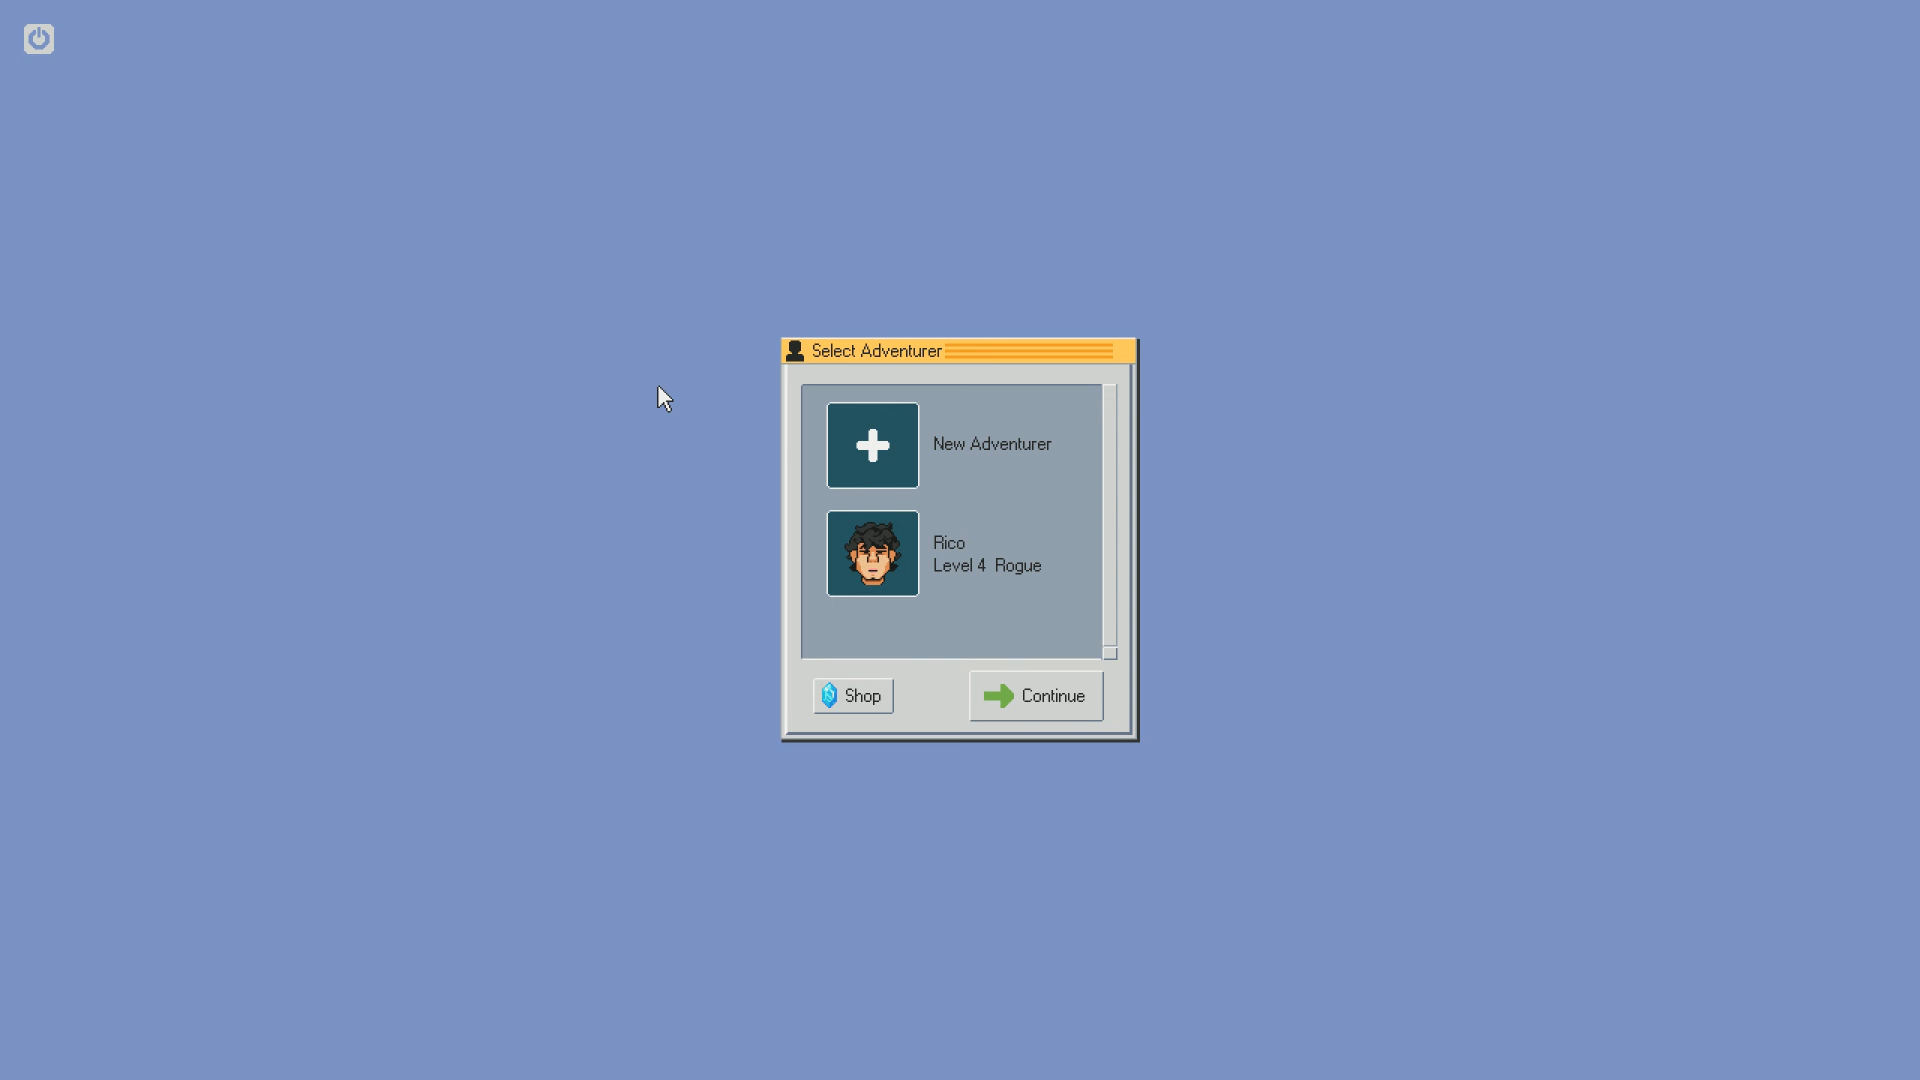 Select Adventurer
New Adventurer
Rico
Level 4 Rogue
Shop
Continue